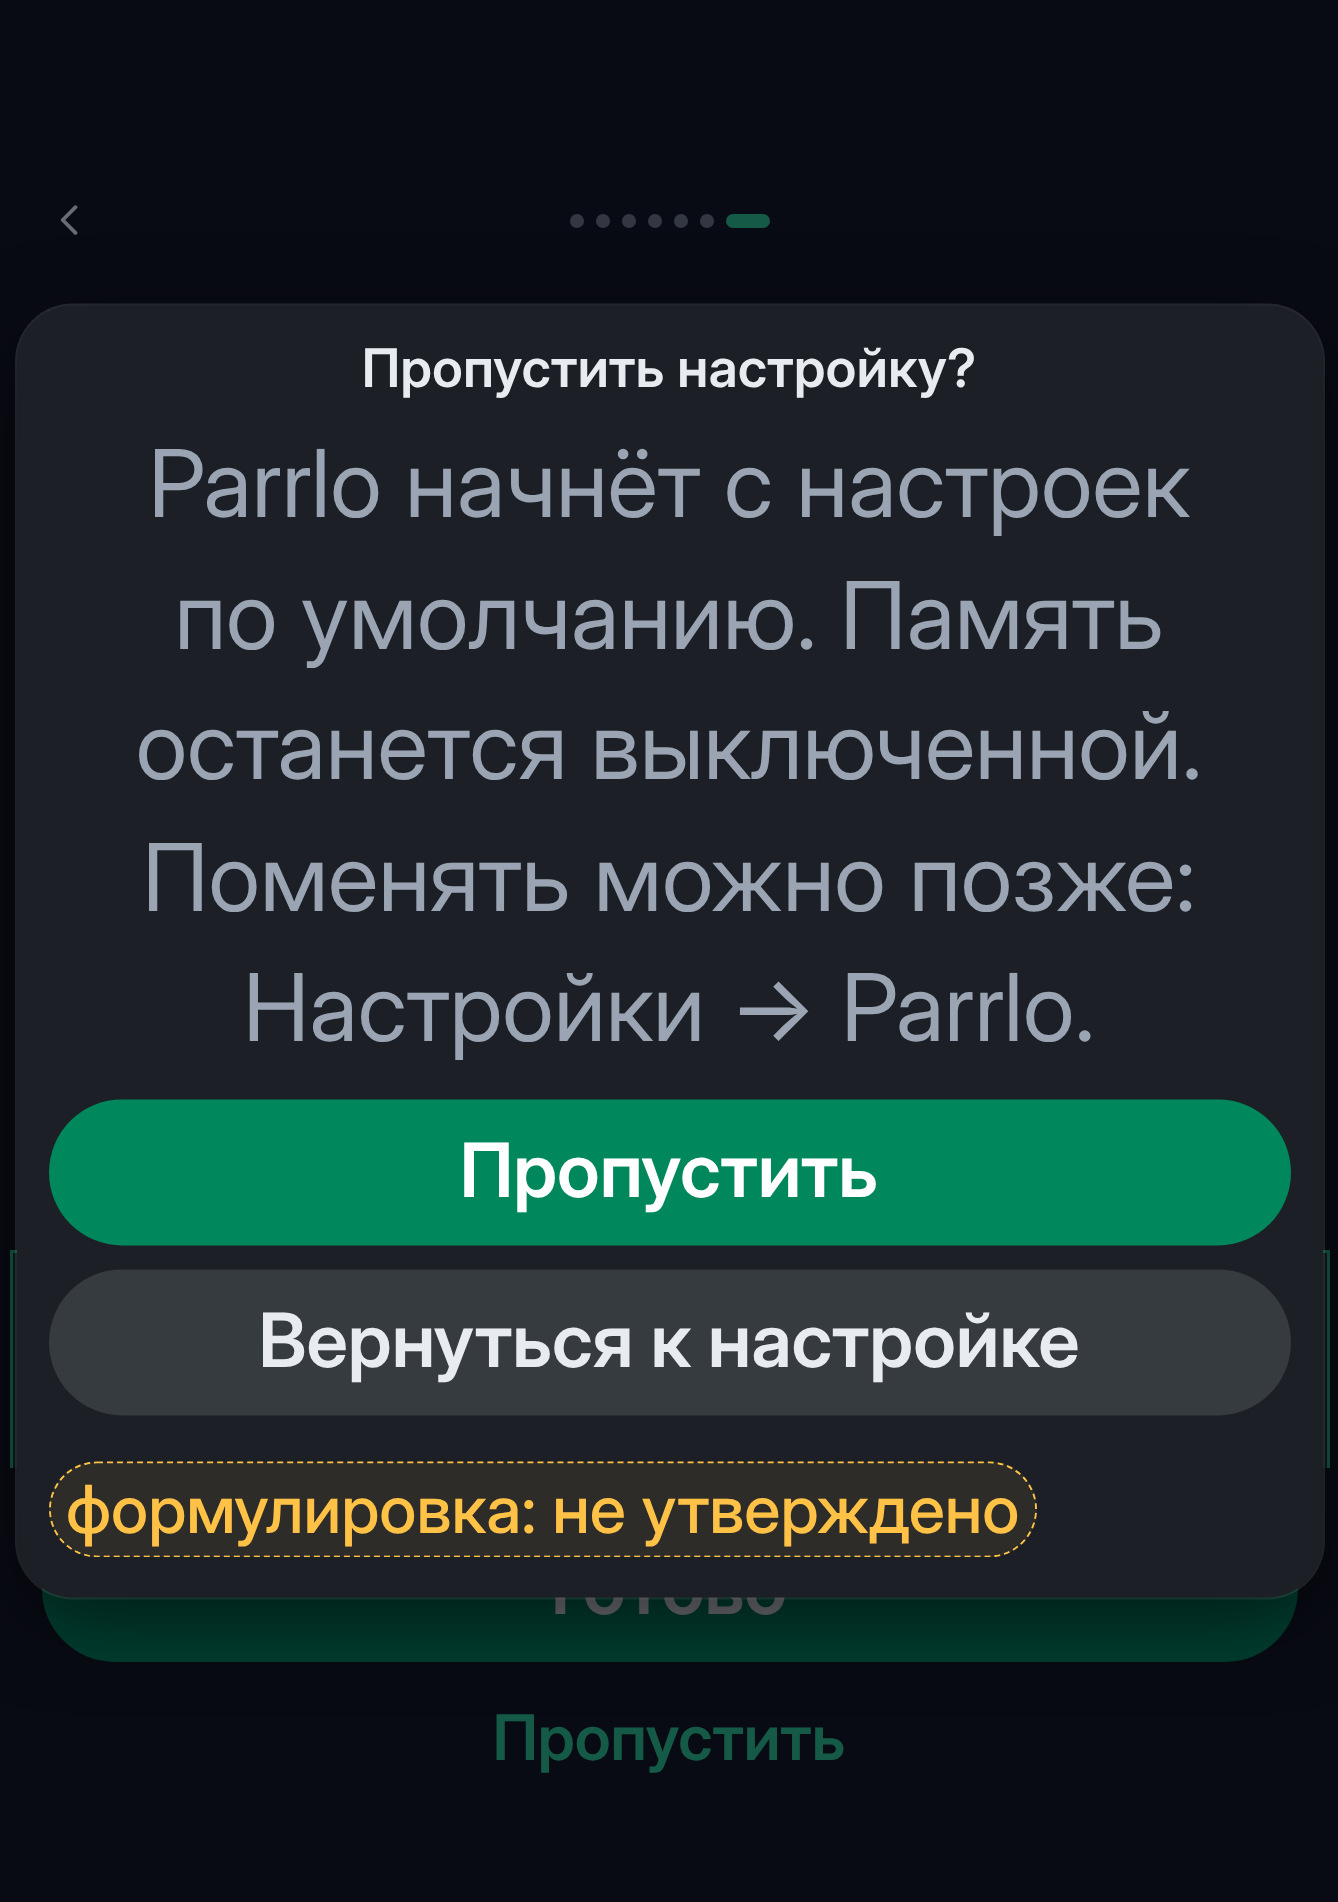 Пропустить настройку?
Parrlo начнёт с настроек
по умолчанию. Память
останется выключенной.
Поменять можно позже:
Настройки → Parrlo.
Пропустить
Вернуться к настройке
формулировка: не утверждено
Пропустить